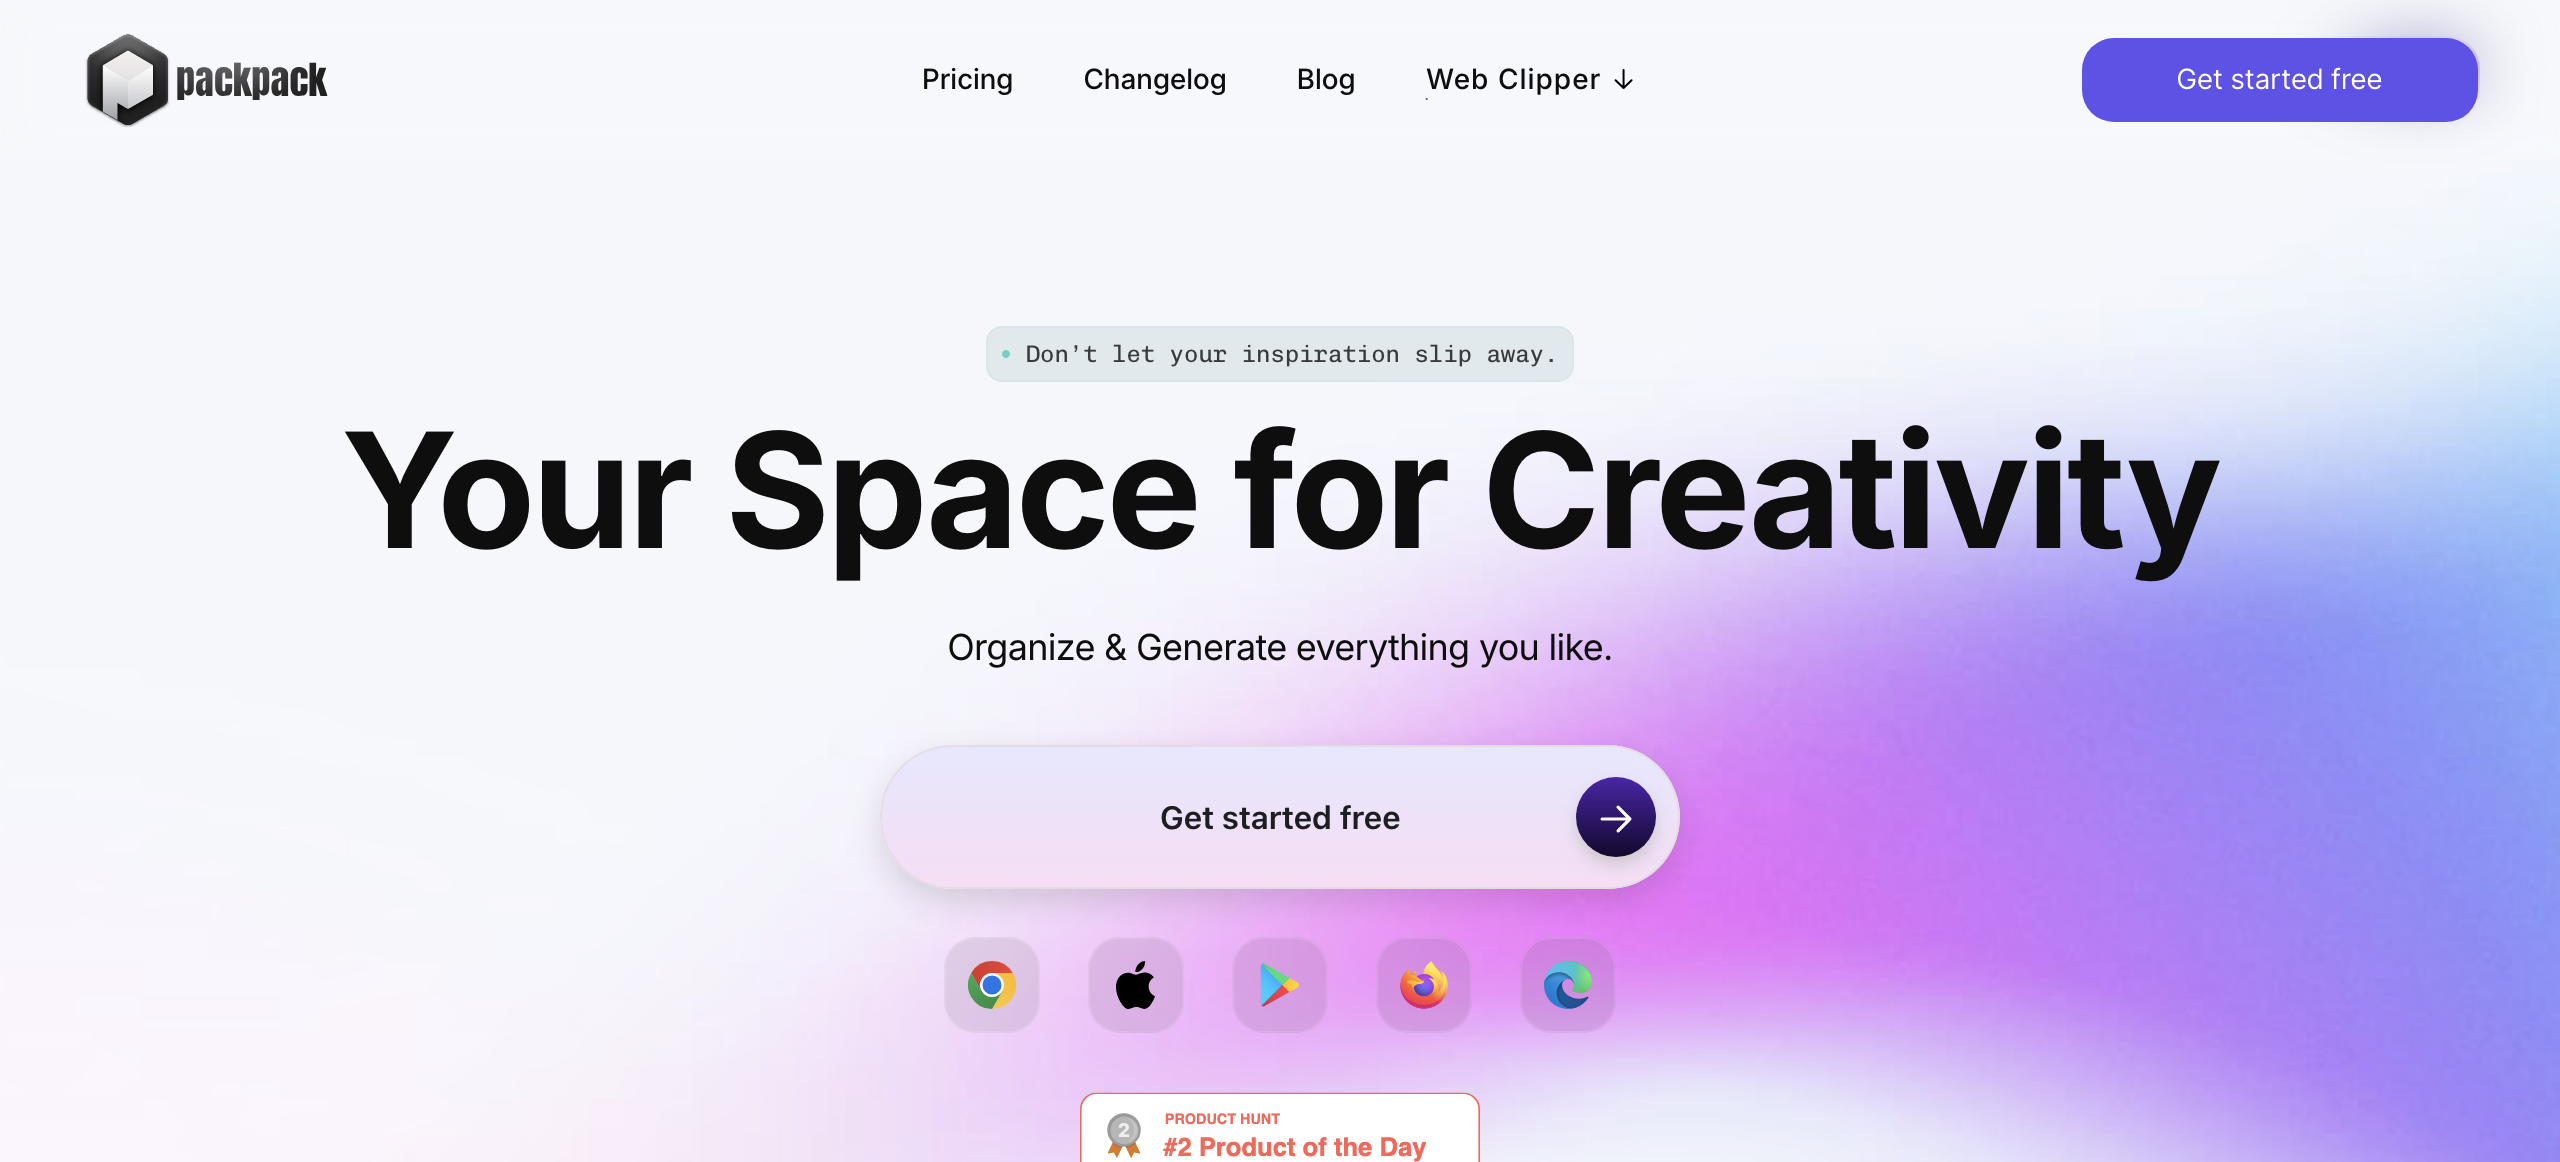 packpack
Pricing
Changelog
Blog
Web Clipper ↓
Get started free
Don’t let your inspiration slip away.
Your Space for Creativity
Organize & Generate everything you like.
Get started free
2
PRODUCT HUNT
#2 Product of the Day